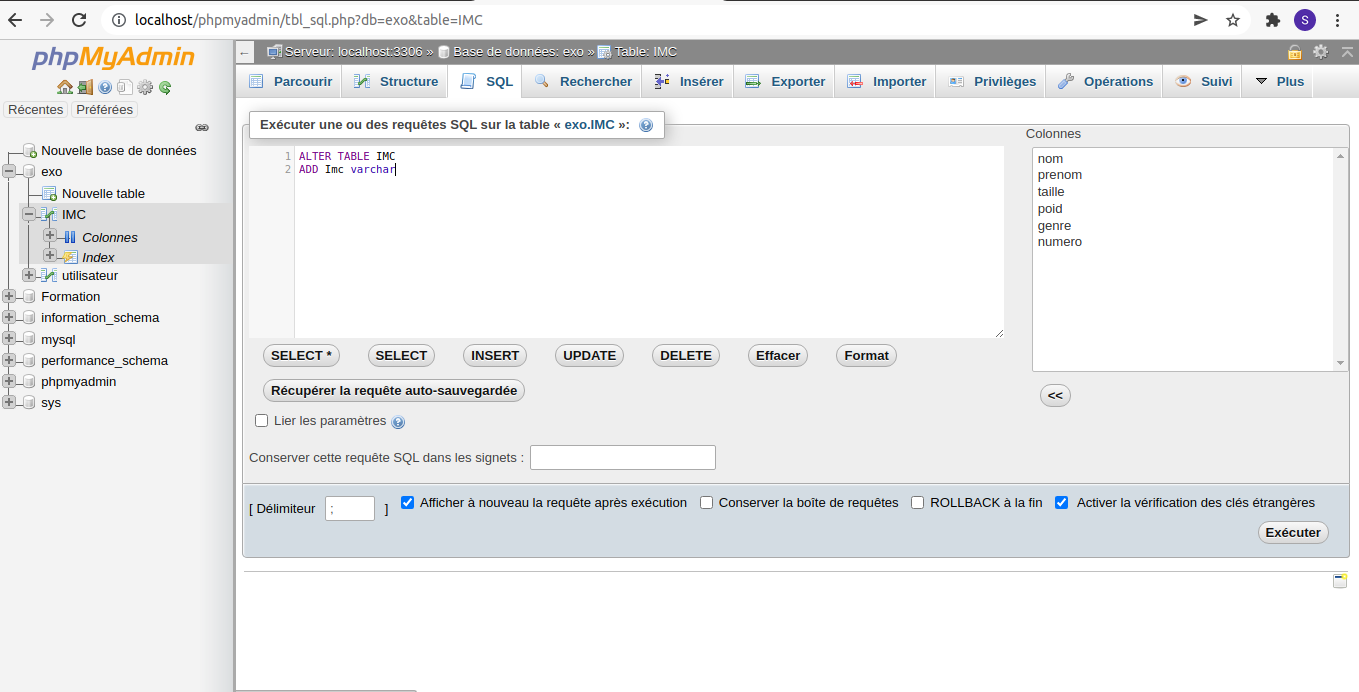 localhost/phpmyadmin/tbl_sql.php?db=exo&table=IMC
S
phpMyAdmin
Récentes Préférées
Nouvelle base de données
exo
Nouvelle table
IMC
Colonnes
Index
utilisateur
Formation
information_schema
mysql
performance_schema
phpmyadmin
sys
Serveur: localhost:3306 » Base de données: exo » Table: IMC
Parcourir Structure SQL Rechercher Insérer Exporter Importer Privilèges Opérations Suivi Plus
Exécuter une ou des requêtes SQL sur la table « exo.IMC »:
1 ALTER TABLE IMC
2 ADD Imc varchar
Colonnes
nom
prenom
taille
poid
genre
numero
SELECT * SELECT INSERT UPDATE DELETE Effacer Format
Récupérer la requête auto-sauvegardée
<<
Lier les paramètres
Conserver cette requête SQL dans les signets :
[ Délimiteur ; ] Afficher à nouveau la requête après exécution Conserver la boîte de requêtes ROLLBACK à la fin Activer la vérification des clés étrangères
Exécuter